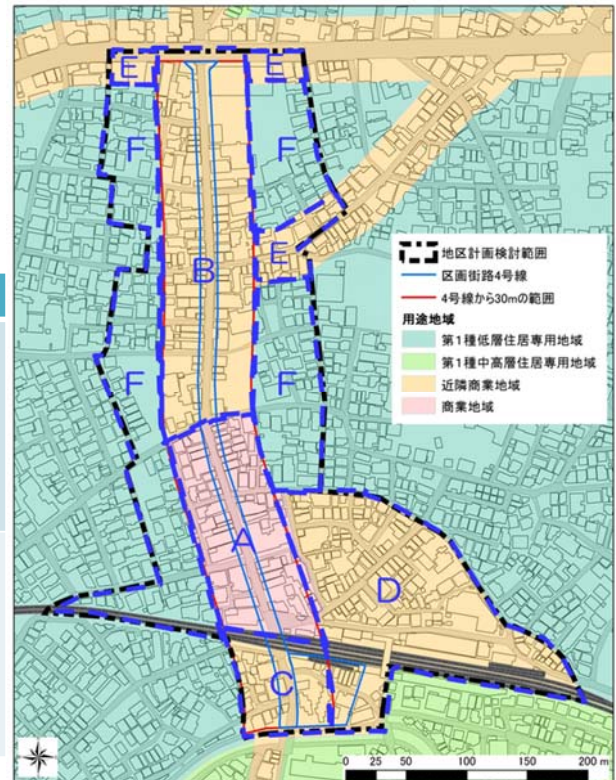 E
E
F
F
E
B
F
F
A
D
C
地区計画検討範囲
区画街路4号線
4号線から30mの範囲
用途地域
第1種低層住居専用地域
第1種中高層住居専用地域
近隣商業地域
商業地域
0 25 50 100 150 200 m